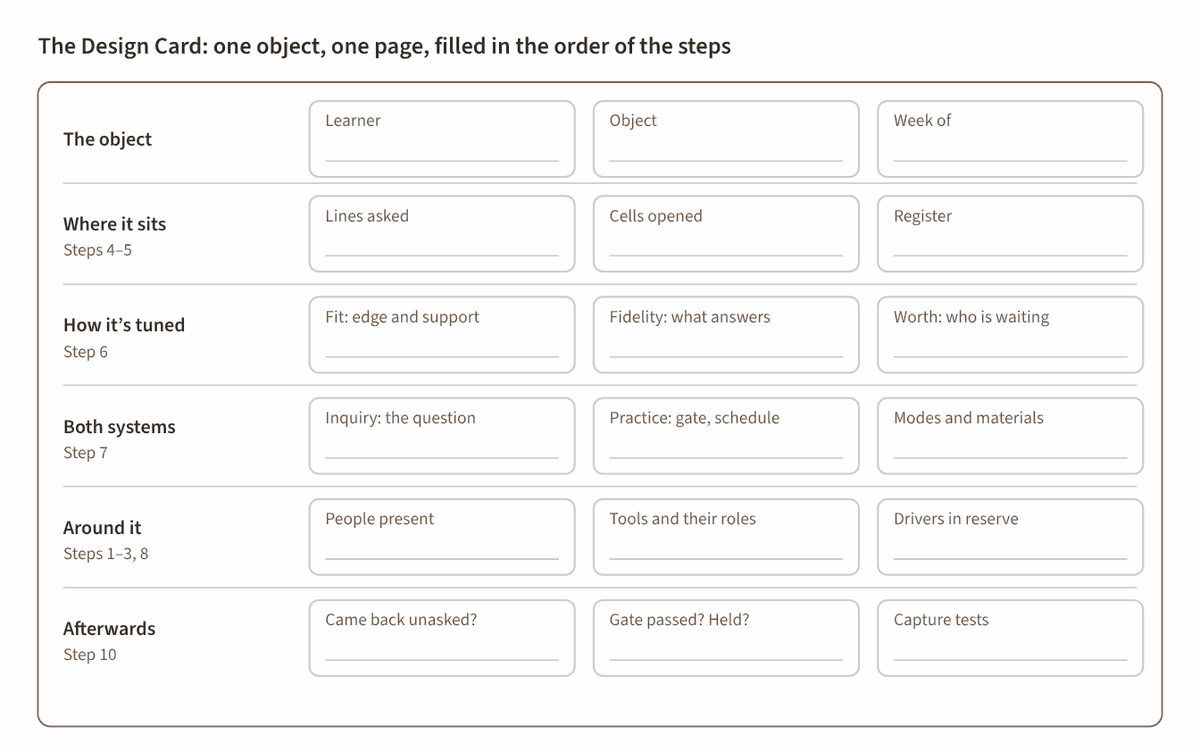 The Design Card: one object, one page, filled in the order of the steps
The object
Learner
Object
Week of
Where it sits
Steps 4–5
Lines asked
Cells opened
Register
How it’s tuned
Step 6
Fit: edge and support
Fidelity: what answers
Worth: who is waiting
Both systems
Step 7
Inquiry: the question
Practice: gate, schedule
Modes and materials
Around it
Steps 1–3, 8
People present
Tools and their roles
Drivers in reserve
Afterwards
Step 10
Came back unasked?
Gate passed? Held?
Capture tests